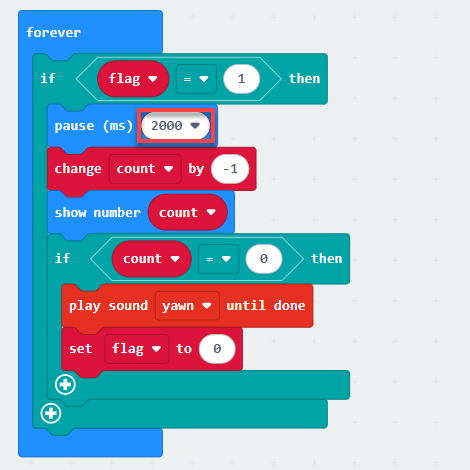 forever
if flag = 1 then
pause (ms) 2000
change count by -1
show number count
if count = 0 then
play sound yawn until done
set flag to 0